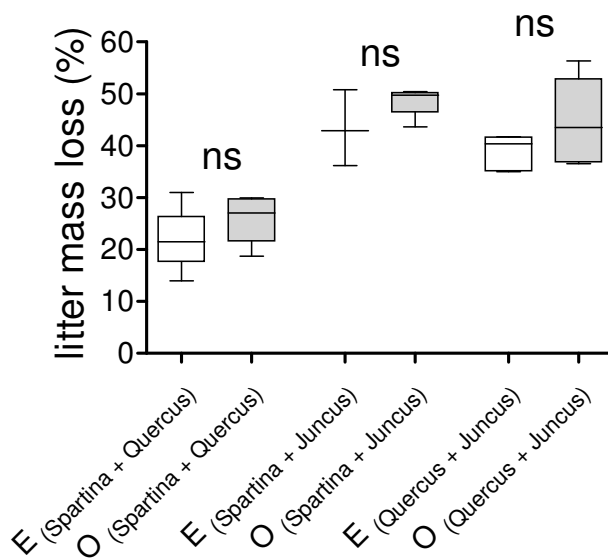 litter mass loss (%)
60
50
40
30
20
10
0
ns
ns
ns
E (Spartina + Quercus)
O (Spartina + Quercus)
E (Spartina + Juncus)
O (Spartina + Juncus)
E (Quercus + Juncus)
O (Quercus + Juncus)